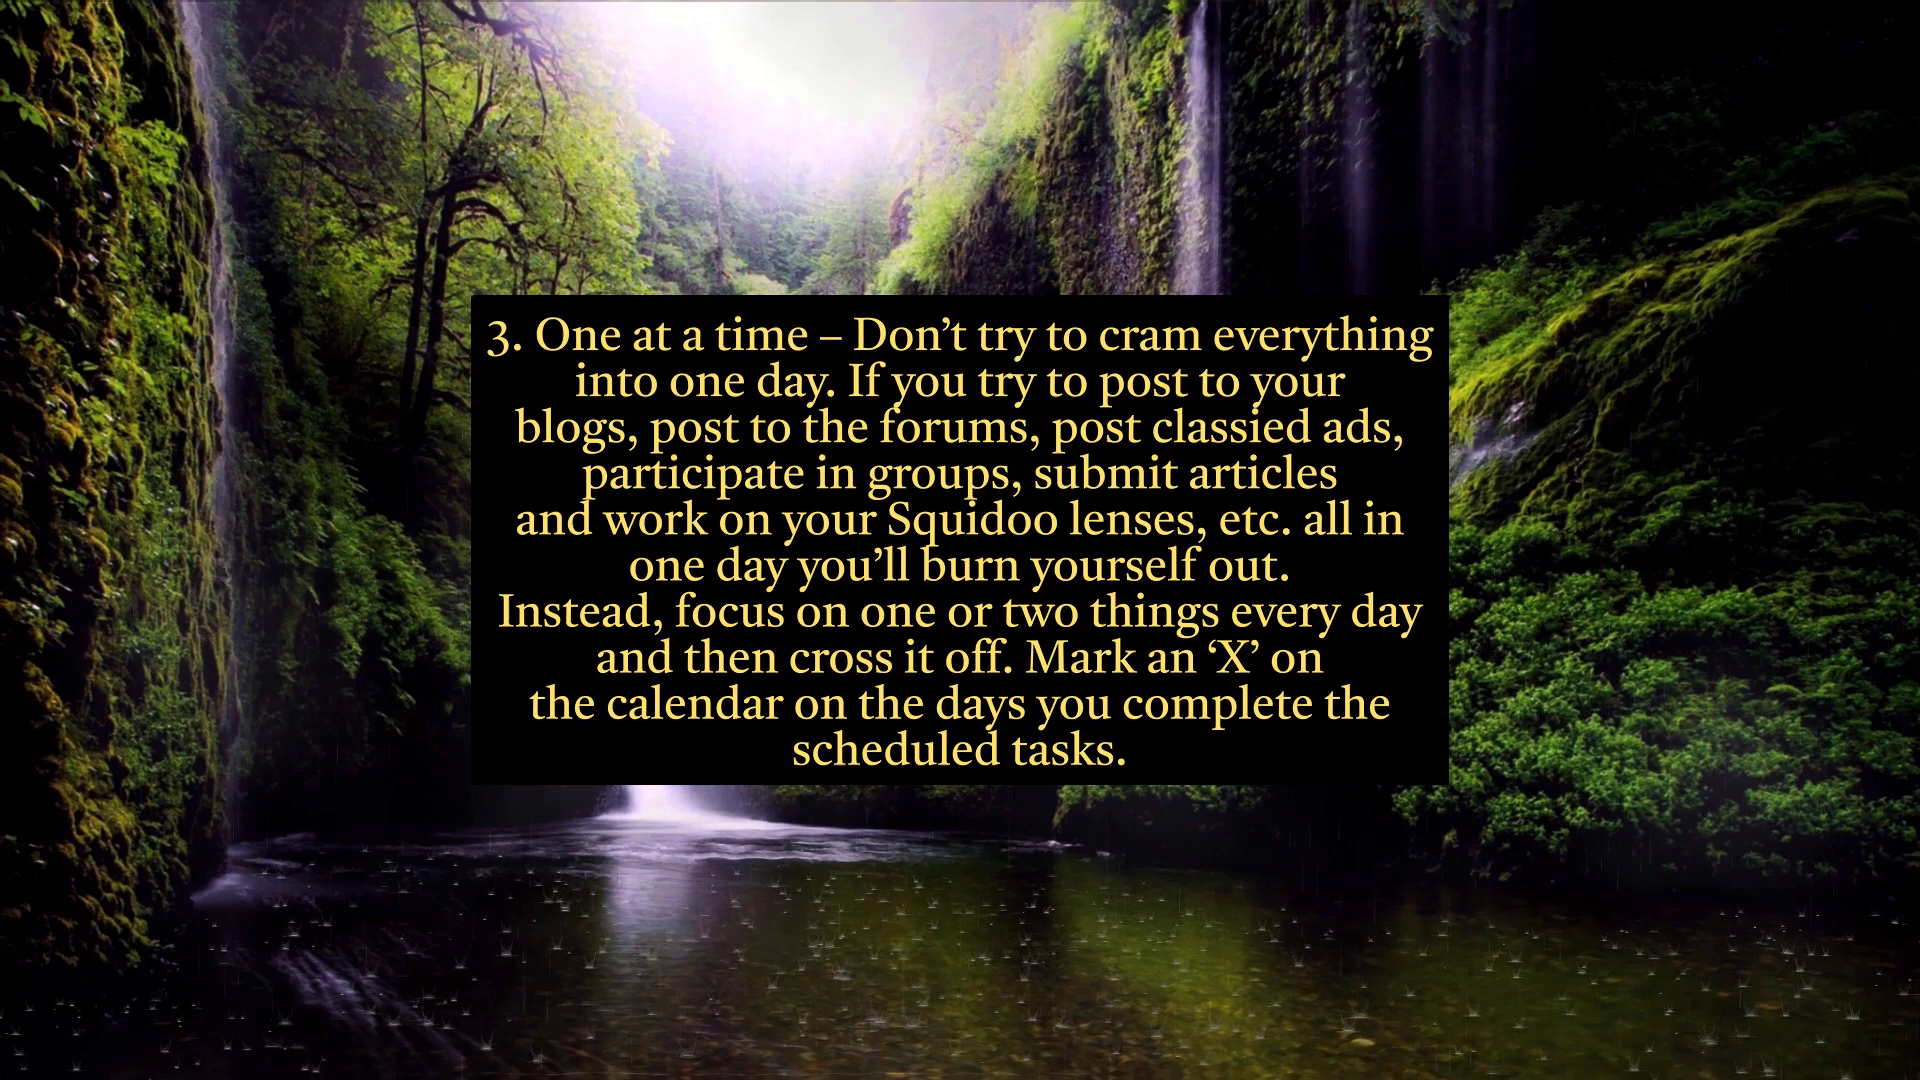 3. One at a time – Don’t try to cram everything
into one day. If you try to post to your
blogs, post to the forums, post classied ads,
participate in groups, submit articles
and work on your Squidoo lenses, etc. all in
one day you’ll burn yourself out.
Instead, focus on one or two things every day
and then cross it off. Mark an ‘X’ on
the calendar on the days you complete the
scheduled tasks.